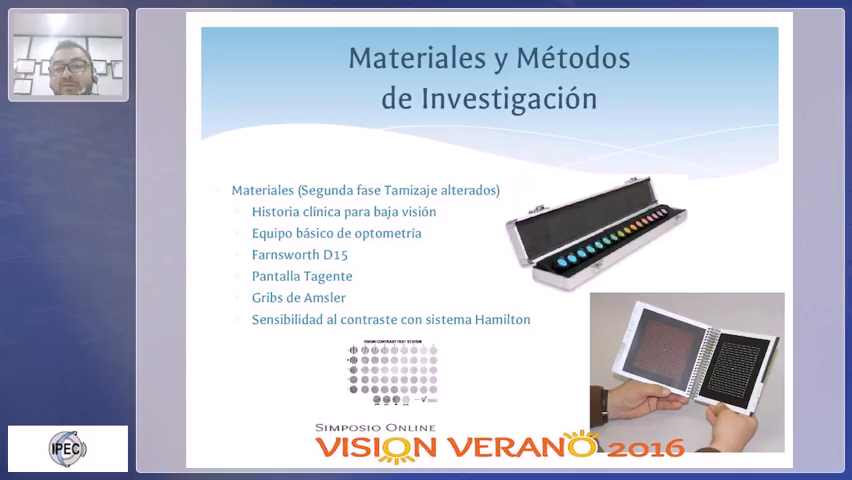 Materiales y Métodos
de Investigación
Materiales (Segunda fase Tamizaje alterados)
Historia clínica para baja visión
Equipo básico de optometría
Farnsworth D15
Pantalla Tagente
Gribs de Amsler
Sensibilidad al contraste con sistema Hamilton
VISION CONTRAST TEST SYSTEM
SIMPOSIO ONLINE
VISION VERANO 2016
IPEC